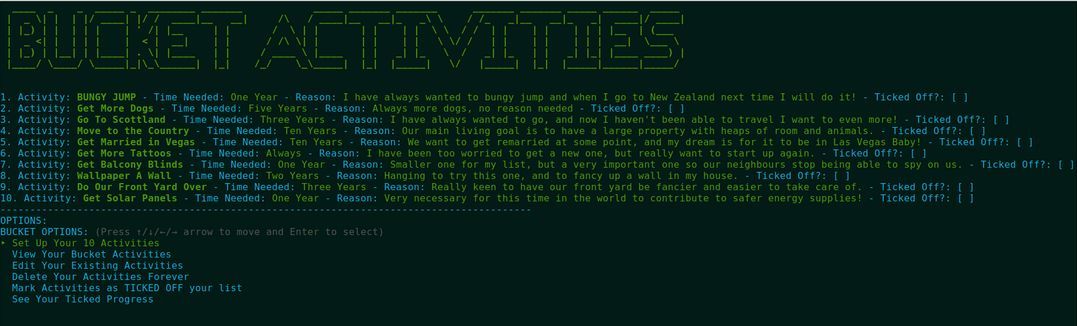 BUCKET ACTIVITIES
1. Activity: BUNGY JUMP - Time Needed: One Year - Reason: I have always wanted to bungy jump and when I go to New Zealand next time I will do it! - Ticked Off?: [ ]
2. Activity: Get More Dogs - Time Needed: Five Years - Reason: Always more dogs, no reason needed - Ticked Off?: [ ]
3. Activity: Go To Scottland - Time Needed: Three Years - Reason: I have always wanted to go, and now I haven't been able to travel I want to even more! - Ticked Off?: [ ]
4. Activity: Move to the Country - Time Needed: Ten Years - Reason: Our main living goal is to have a large property with heaps of room and animals. - Ticked Off?: [ ]
5. Activity: Get Married in Vegas - Time Needed: Ten Years - Reason: We want to get remarried at some point, and my dream is for it to be in Las Vegas Baby! - Ticked Off?: [ ]
6. Activity: Get More Tattoos - Time Needed: Always - Reason: I have been too worried to get a new one, but really want to start up again. - Ticked Off?: [ ]
7. Activity: Get Balcony Blinds - Time Needed: One Year - Reason: Smaller one for my list, but a very important one so our neighbours stop being able to spy on us. - Ticked Off?: [ ]
8. Activity: Wallpaper A Wall - Time Needed: Two Years - Reason: Hanging to try this one, and to fancy up a wall in my house. - Ticked Off?: [ ]
9. Activity: Do Our Front Yard Over - Time Needed: Three Years - Reason: Really keen to have our front yard be fancier and easier to take care of. - Ticked Off?: [ ]
10. Activity: Get Solar Panels - Time Needed: One Year - Reason: Very necessary for this time in the world to contribute to safer energy supplies! - Ticked Off?: [ ]
OPTIONS:
BUCKET OPTIONS: (Press ↑/↓/←/→ arrow to move and Enter to select)
‣ Set Up Your 10 Activities
View Your Bucket Activities
Edit Your Existing Activities
Delete Your Activities Forever
Mark Activities as TICKED OFF your list
See Your Ticked Progress